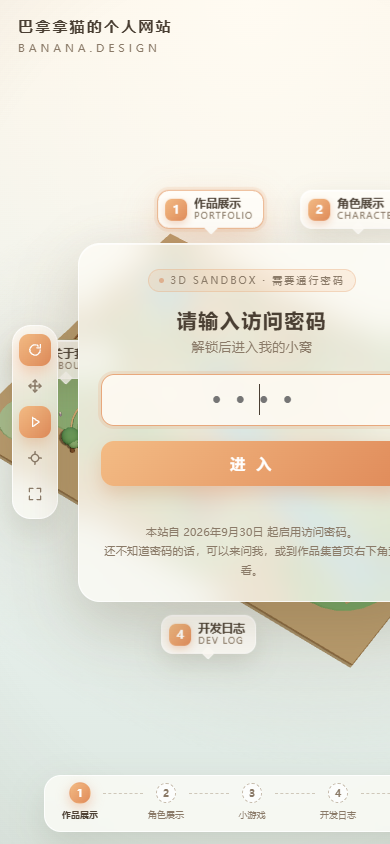 巴拿拿猫的个人网站
BANANA.DESIGN
1 作品展示
PORTFOLIO
2 角色展示
CHARACTE
3D SANDBOX · 需要通行密码
请输入访问密码
解锁后进入我的小窝
进 入
本站自 2026年9月30日 起启用访问密码。
还不知道密码的话，可以来问我，或到作品集首页右下角
看。
4 开发日志
DEV LOG
1 2 3 4
作品展示 角色展示 小游戏 开发日志